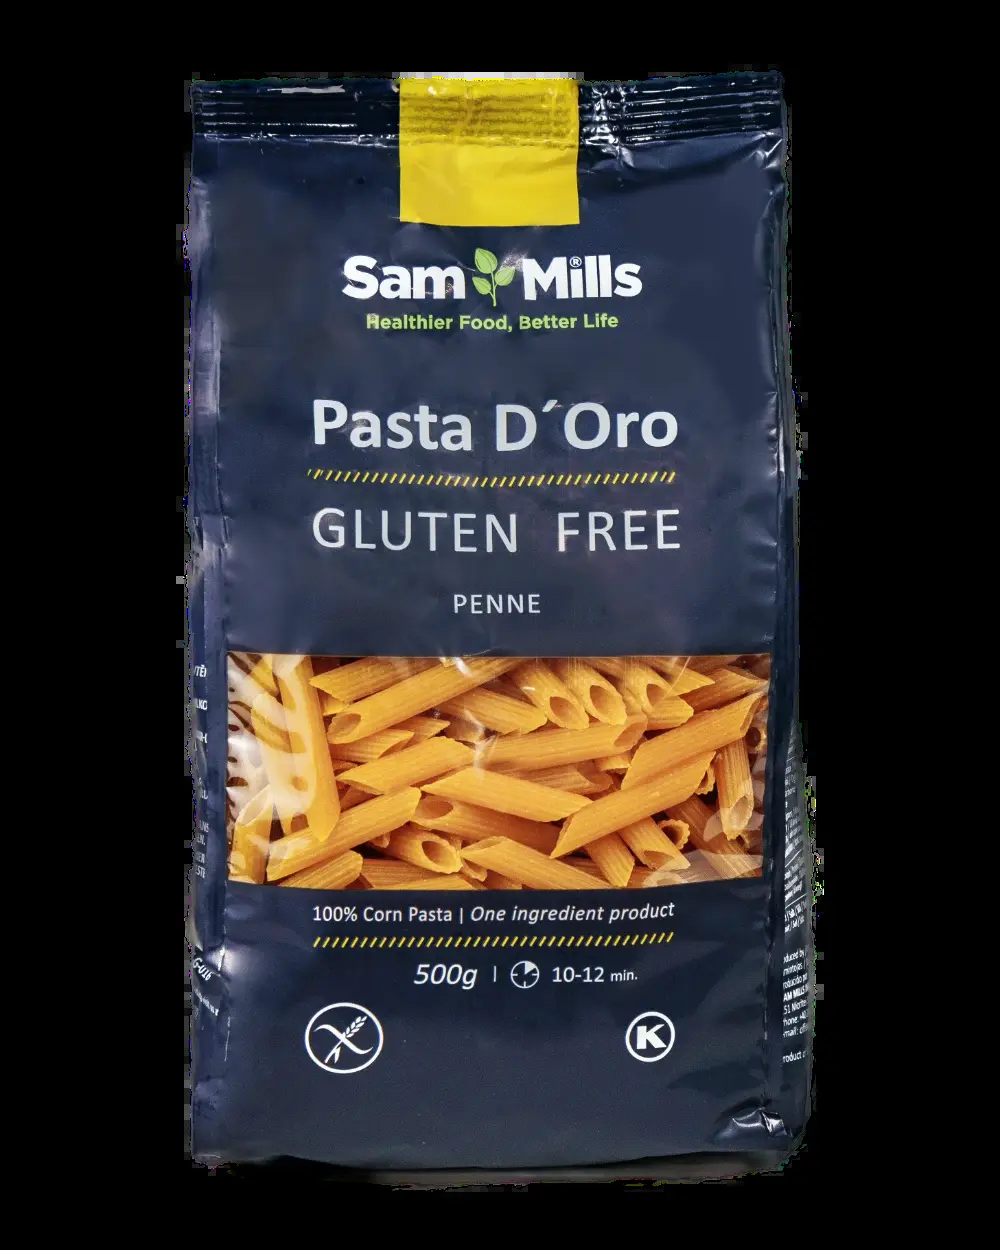 Sam Mills®
Healthier Food, Better Life
Pasta D´Oro
GLUTEN FREE
PENNE
100% Corn Pasta | One ingredient product
500g | 10-12 min.
K